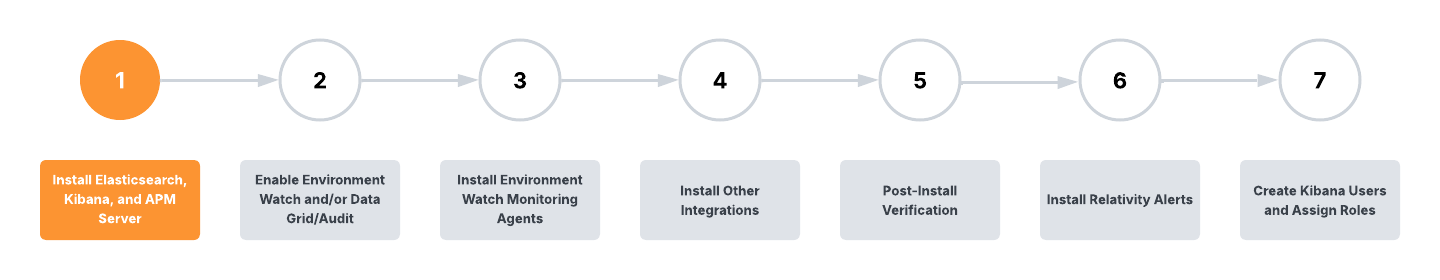 1
2
3
4
5
6
7
Install Elasticsearch,
Kibana, and APM
Server
Enable Environment
Watch and/or Data
Grid/Audit
Install Environment
Watch Monitoring
Agents
Install Other
Integrations
Post-Install
Verification
Install Relativity Alerts
Create Kibana Users
and Assign Roles